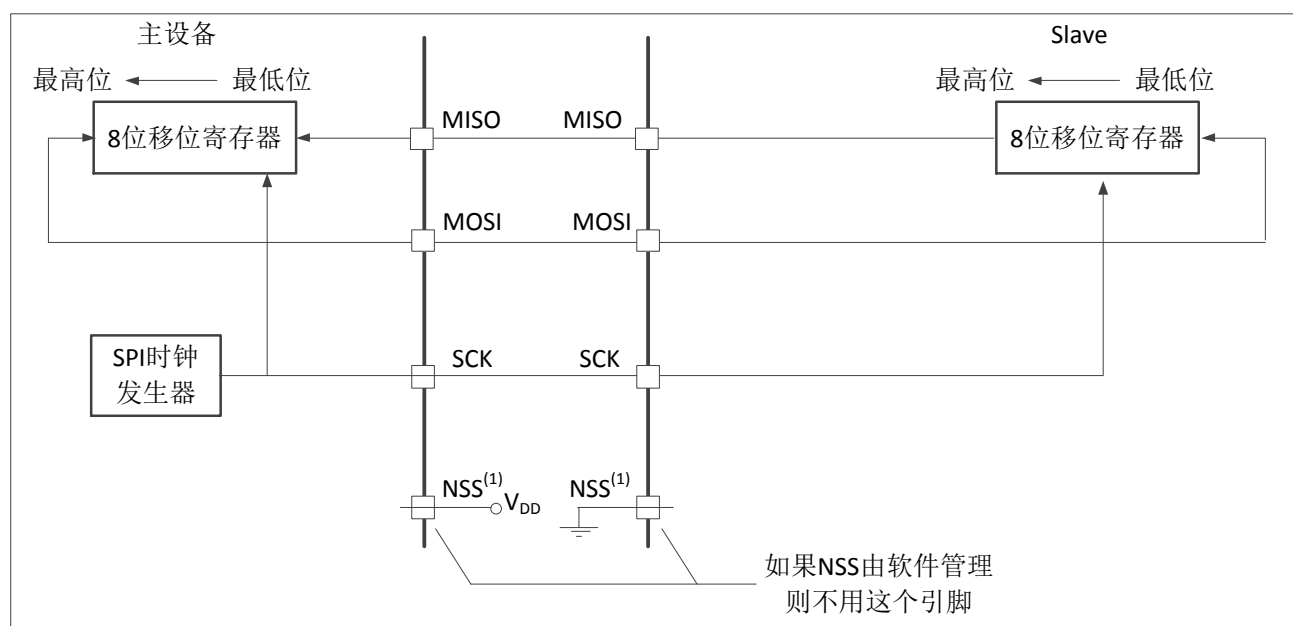 主设备
Slave
最高位 最低位
最高位 最低位
8位移位寄存器
MISO
MISO
8位移位寄存器
MOSI
MOSI
SPI时钟
发生器
SCK
SCK
NSS(1)
VDD
NSS(1)
如果NSS由软件管理
则不用这个引脚